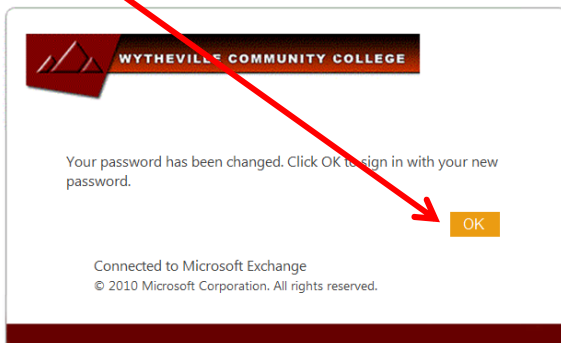 WYTHEVILLE COMMUNITY COLLEGE
Your password has been changed. Click OK to sign in with your new
password.
OK
Connected to Microsoft Exchange
© 2010 Microsoft Corporation. All rights reserved.